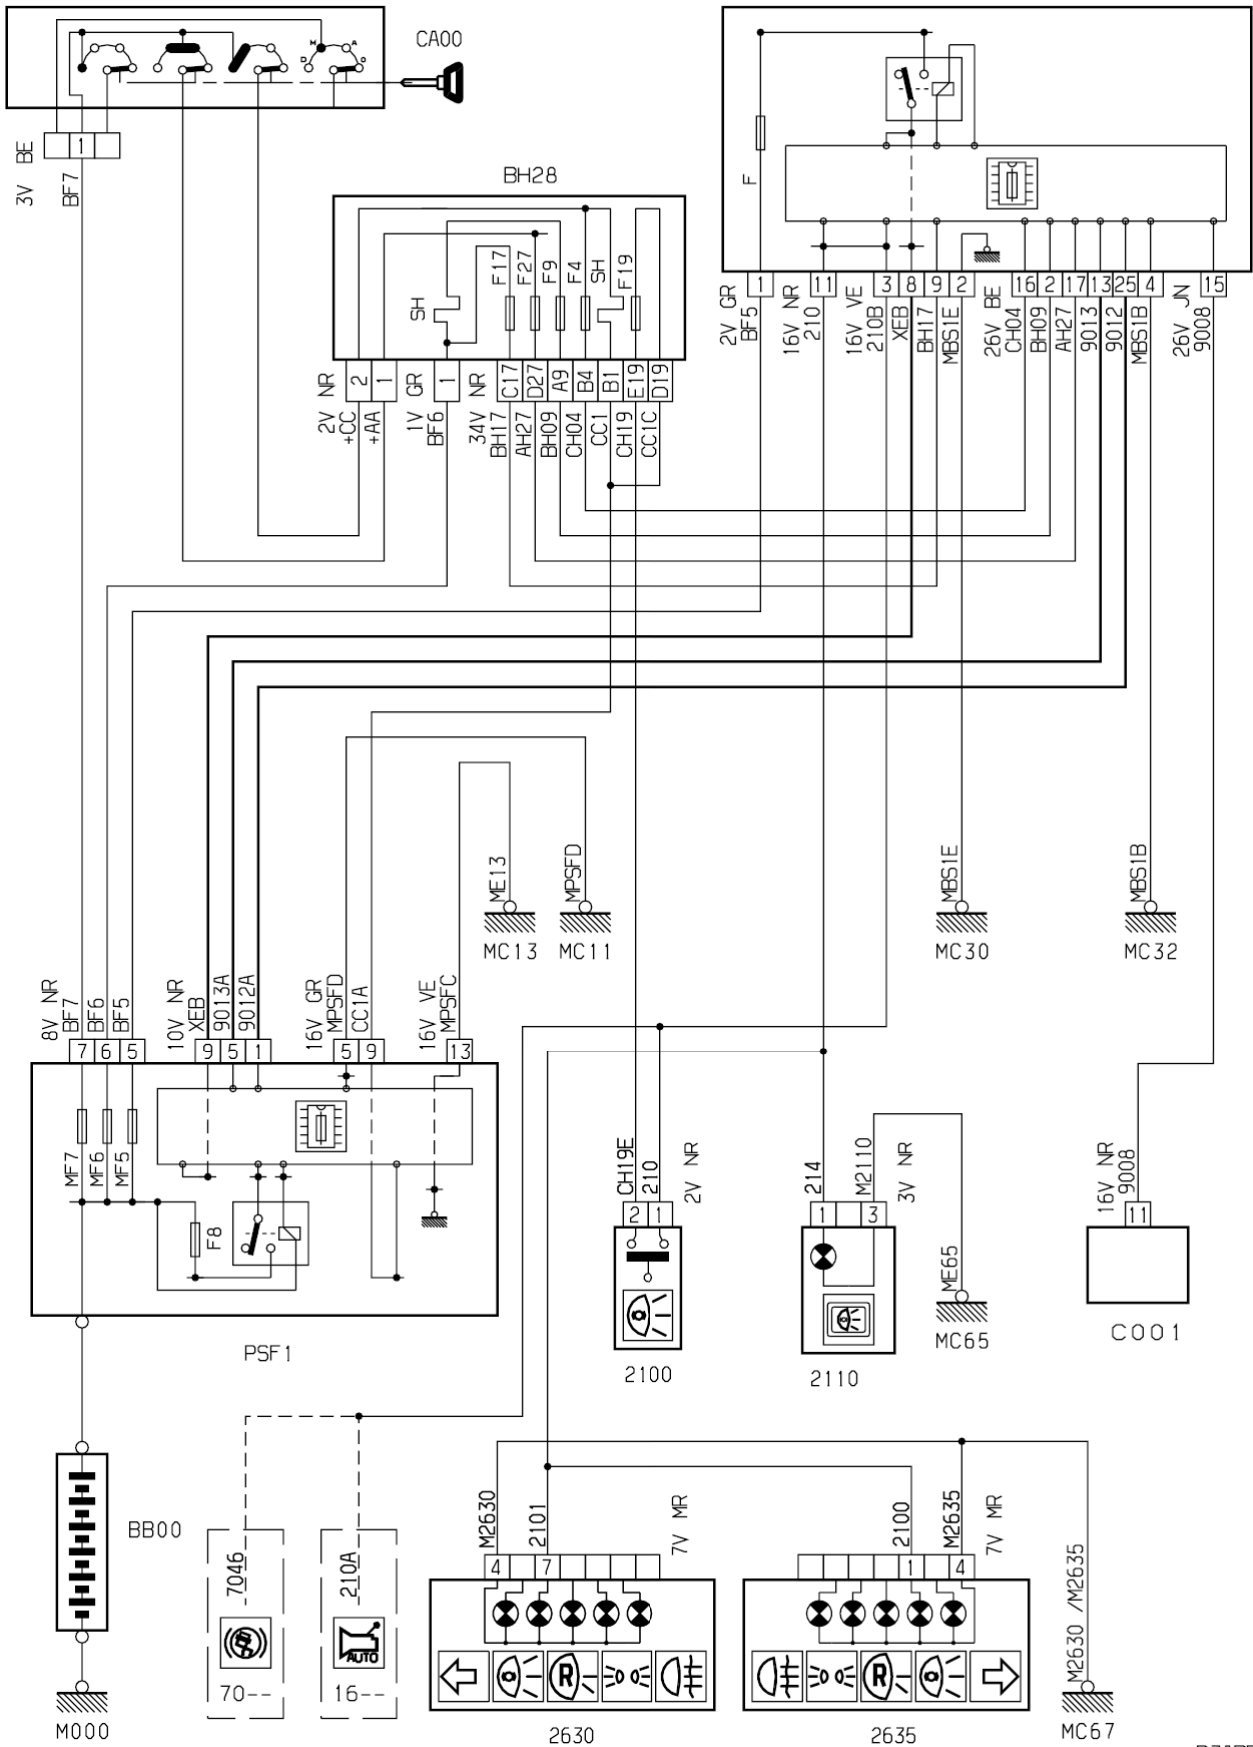 CA00
M
A
D
S
3V BE
1
BF7
BH28
SH
F17
F27
F9
F4
SH
F19
F
2V NR
2
1
+CC
+AA
1V GR
1
BF6
34V NR
C17
D27
A9
B4
B1
E19
D19
BH17
AH27
BH09
CH04
CC1
CH19
CC1C
2V GR
1
BF5
16V NR
11
210
16V VE
3
8
9
2
210B
XEB
BH17
MBS1E
26V BE
16
2
17
13
25
4
CH04
BH09
AH27
9013
9012
MBS1B
26V JN
15
9008
ME13
MC13
MPSFD
MC11
MBS1E
MC30
MBS1B
MC32
8V NR
BF7
BF6
BF5
7
6
5
10V NR
XEB
9013A
9012A
9
5
1
16V GR
MPSFD
CC1A
5
9
16V VE
MPSFC
13
MF7
MF6
MF5
F8
PSF1
CH19E
210
2V NR
2
1
2100
214
M2110
3V NR
1
3
2110
ME65
MC65
16V NR
9008
11
C001
BB00
M000
7046
70--
210A
AUTO
16--
M2630
2101
7V MR
4
7
R
2630
2100
M2635
7V MR
1
4
R
2635
M2630 /M2635
MC67